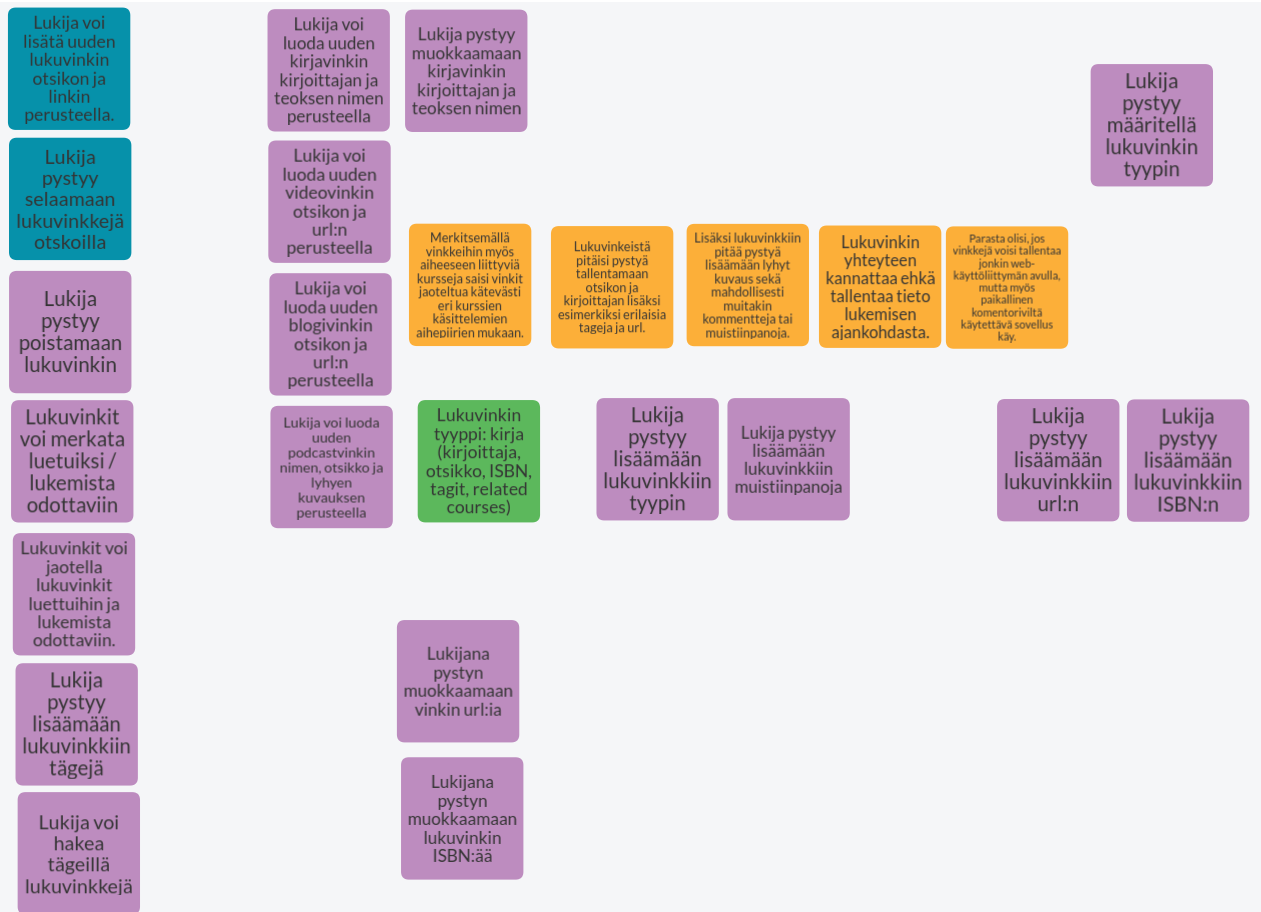 Lukija voi
lisätä uuden
lukuvinkin
otsikon ja
linkin
perusteella.
Lukija
pystyy
selaamaan
lukuvinkkejä
otskoilla
Lukija
pystyy
poistamaan
lukuvinkin
Lukuvinkit
voi merkata
luetuiksi /
lukemista
odottaviin
Lukuvinkit voi
jaotella
lukuvinkit
luettuihin ja
lukemista
odottaviin.
Lukija
pystyy
lisäämään
lukuvinkkiin
tägejä
Lukija voi
hakea
tägeillä
lukuvinkkejä
Lukija voi
luoda uuden
kirjavinkin
kirjoittajan ja
teoksen nimen
perusteella
Lukija pystyy
muokkaamaan
kirjavinkin
kirjoittajan ja
teoksen nimen
Lukija voi
luoda uuden
videovinkin
otsikon ja
url:n
perusteella
Lukija voi
luoda uuden
blogivinkin
otsikon ja
url:n
perusteella
Lukija voi luoda
uuden
podcastvinkin
nimen, otsikko ja
lyhyen
kuvauksen
perusteella
Merkitsemällä
vinkkeihin myös
aiheeseen liittyviä
kursseja saisi vinkit
jaoteltua kätevästi
eri kurssien
käsittelemien
aihepiirien mukaan.
Lukuvinkeistä
pitäisi pystyä
tallentamaan
otsikon ja
kirjoittajan lisäksi
esimerkiksi erilaisia
tageja ja url.
Lisäksi lukuvinkkiin
pitää pystyä
lisäämään lyhyt
kuvaus sekä
mahdollisesti
muitakin
kommentteja tai
muistiinpanoja.
Lukuvinkin
yhteyteen
kannattaa ehkä
tallentaa tieto
lukemisen
ajankohdasta.
Parasta olisi, jos
vinkkejä voisi tallentaa
jonkin web-
käyttöliittymän avulla,
mutta myös
paikallinen
komentoriviltä
käytettävä sovellus
käy.
Lukija
pystyy
määritellä
lukuvinkin
tyypin
Lukuvinkin
tyyppi: kirja
(kirjoittaja,
otsikko, ISBN,
tagit, related
courses)
Lukija
pystyy
lisäämään
lukuvinkkiin
tyypin
Lukija pystyy
lisäämään
lukuvinkkiin
muistiinpanoja
Lukija
pystyy
lisäämään
lukuvinkkiin
url:n
Lukija
pystyy
lisäämään
lukuvinkkiin
ISBN:n
Lukijana
pystyn
muokkaamaan
vinkin url:ia
Lukijana
pystyn
muokkaamaan
lukuvinkin
ISBN:ää